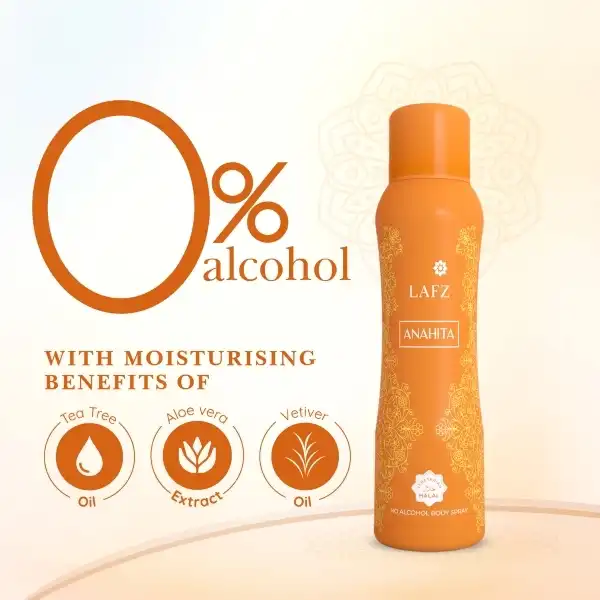 0%
alcohol
WITH MOISTURISING
BENEFITS OF
Tea Tree
Oil
Aloe vera
Extract
Vetiver
Oil
LAFZ
ANAHITA
HALAL
NO ALCOHOL BODY SPRAY